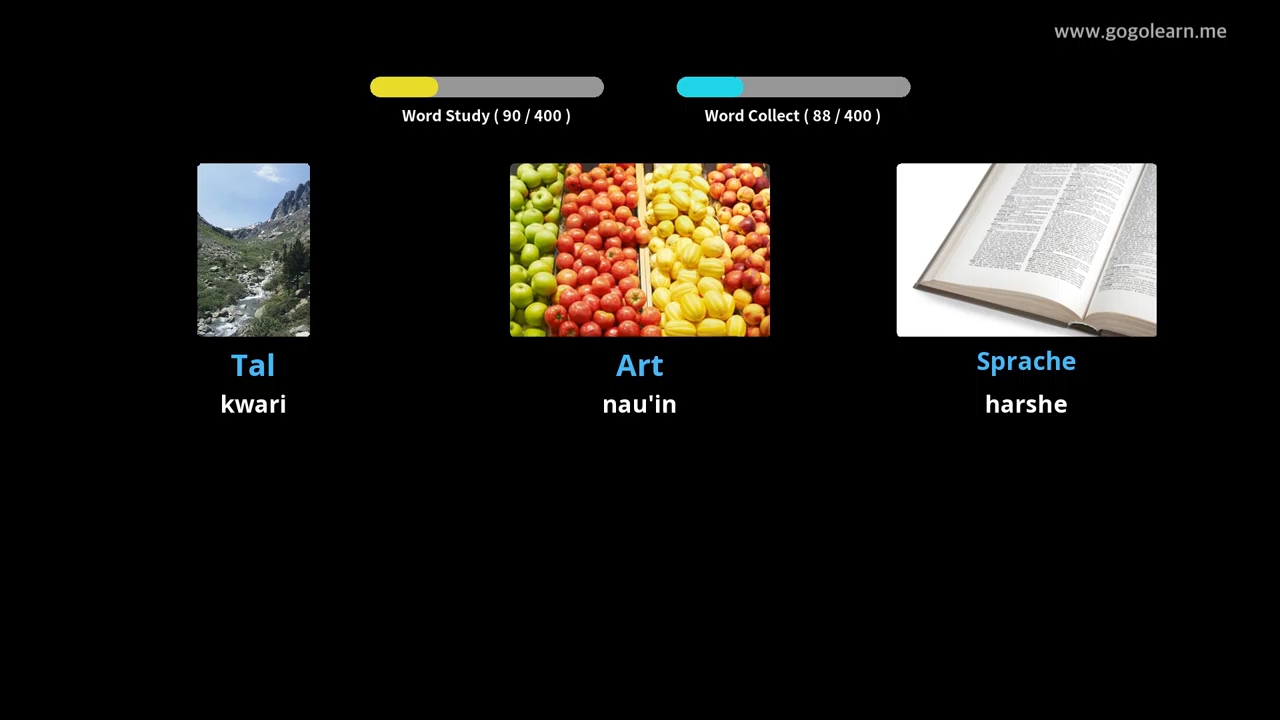 www.gogolearn.me
Word Study ( 90 / 400 )
Word Collect ( 88 / 400 )
Tal
kwari
Art
nau'in
Sprache
harshe